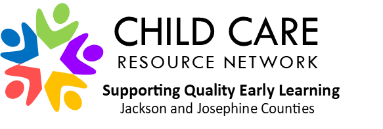 CHILD CARE
RESOURCE NETWORK
Supporting Quality Early Learning
Jackson and Josephine Counties